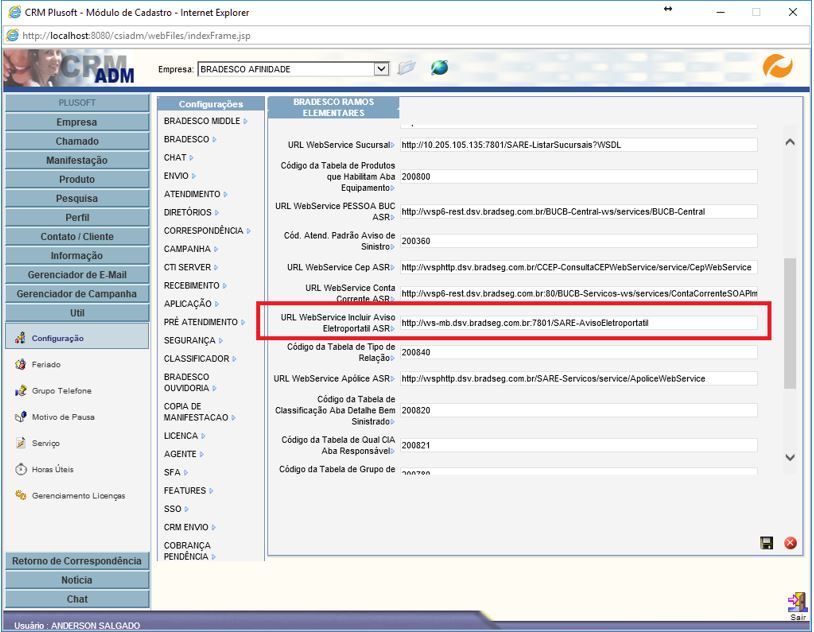 CRM Plusoft - Módulo de Cadastro - Internet Explorer
http://localhost:8080/csiadm/webFiles/indexFrame.jsp
CRM
ADM
Empresa: BRADESCO AFINIDADE
PLUSOFT
Empresa
Chamado
Manifestação
Produto
Pesquisa
Perfil
Contato / Cliente
Informação
Gerenciador de E-Mail
Gerenciador de Campanha
Util
Configuração
Feriado
Grupo Telefone
Motivo de Pausa
Serviço
Horas Úteis
Gerenciamento Licenças
Retorno de Correspondência
Notícia
Chat
Configurações
BRADESCO MIDDLE
BRADESCO
CHAT
ENVIO
ATENDIMENTO
DIRETÓRIOS
CORRESPONDÊNCIA
CAMPANHA
CTI SERVER
RECEBIMENTO
APLICAÇÃO
PRÉ ATENDIMENTO
SEGURANÇA
CLASSIFICADOR
BRADESCO
OUVIDORIA
COPIA DE
MANIFESTACAO
LICENCA
AGENTE
SFA
FEATURES
SSO
CRM ENVIO
COBRANÇA
PENDÊNCIA
BRADESCO RAMOS
ELEMENTARES
URL WebService Sucursal http://10.205.105.135:7801/SARE-ListarSucursais?WSDL
Código da Tabela de Produtos
que Habilitam Aba
Equipamento 200800
URL WebService PESSOA BUC
ASR http://wsp6-rest.dsv.bradseg.com.br/BUCB-Central-ws/services/BUCB-Central
Cód. Atend. Padrão Aviso de
Sinistro 200360
URL WebService Cep ASR http://wsphttp.dsv.bradseg.com.br/CCEP-ConsultaCEPWebService/service/CepWebService
URL WebService Conta
Corrente ASR http://wsp6-rest.dsv.bradseg.com.br:80/BUCB-Servicos-ws/services/ContaCorrenteSOAPIm
URL WebService Incluir Aviso
Eletroportatil ASR http://ws-mb.dsv.bradseg.com.br:7801/SARE-AvisoEletroportatil
Código da Tabela de Tipo de
Relação 200840
URL WebService Apólice ASR http://wsphttp.dsv.bradseg.com.br/SARE-Servicos/service/ApoliceWebService
Código da Tabela de
Classificação Aba Detalhe Bem
Sinistrado 200820
Código da Tabela de Qual CIA
Aba Responsável 200821
Código da Tabela de Grupo de 200780
Sair
Usuário : ANDERSON SALGADO